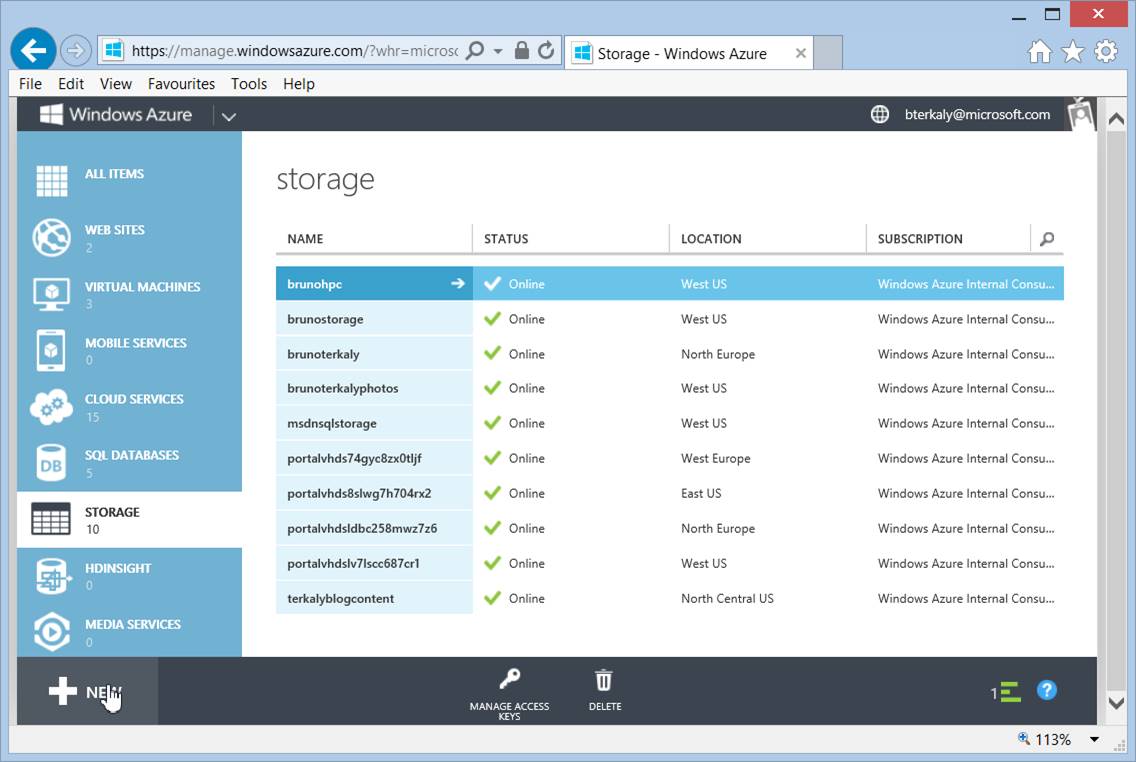 https://manage.windowsazure.com/?whr=microsc
Storage - Windows Azure
File Edit View Favourites Tools Help
Windows Azure
bterkaly@microsoft.com
ALL ITEMS
WEB SITES
2
VIRTUAL MACHINES
3
MOBILE SERVICES
0
CLOUD SERVICES
15
DB
SQL DATABASES
5
STORAGE
10
HDINSIGHT
0
MEDIA SERVICES
0
storage
NAME STATUS LOCATION SUBSCRIPTION
brunohpc Online West US Windows Azure Internal Consu...
brunostorage Online West US Windows Azure Internal Consu...
brunoterkaly Online North Europe Windows Azure Internal Consu...
brunoterkalyphotos Online West US Windows Azure Internal Consu...
msdnsqlstorage Online West US Windows Azure Internal Consu...
portalvhds74gyc8zx0tljf Online West Europe Windows Azure Internal Consu...
portalvhds8slwg7h704rx2 Online East US Windows Azure Internal Consu...
portalvhdsldbc258mwz7z6 Online North Europe Windows Azure Internal Consu...
portalvhdslv7lscc687cr1 Online West US Windows Azure Internal Consu...
terkalyblogcontent Online North Central US Windows Azure Internal Consu...
NEW
MANAGE ACCESS
KEYS
DELETE
1
?
113%